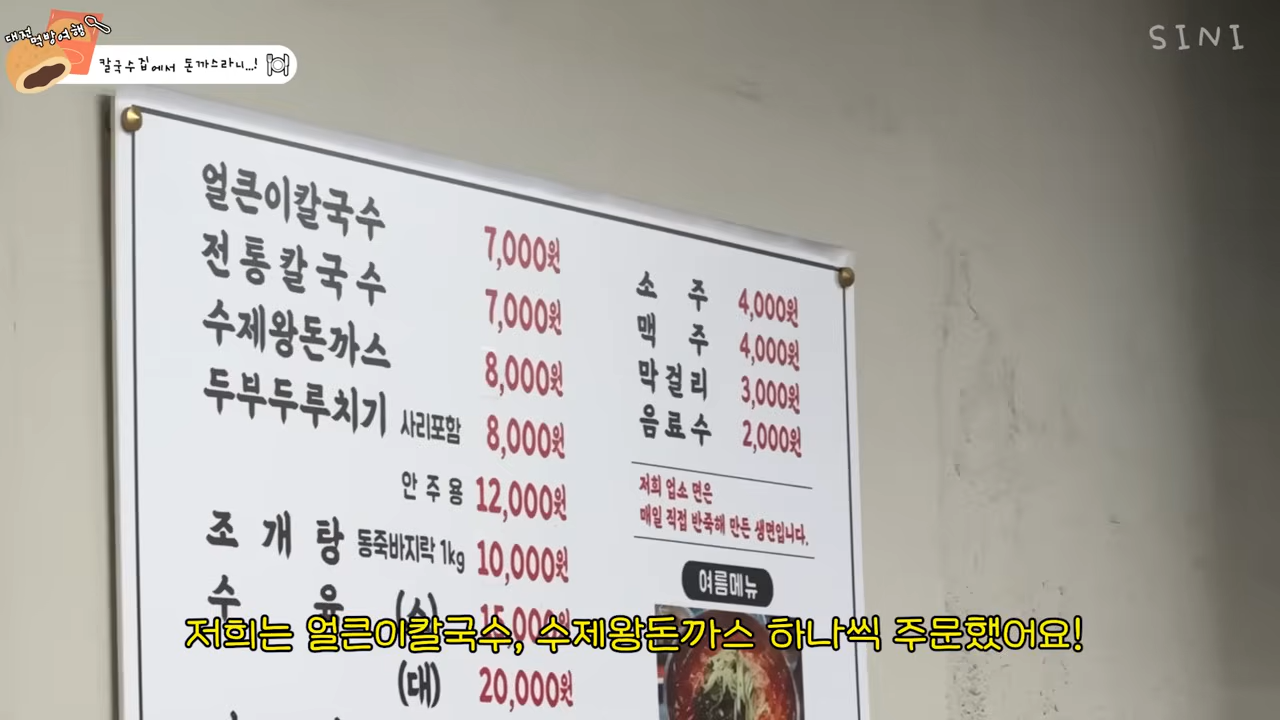 대전 먹방여행
칼국수집에서 돈까스라니...!
SINI
얼큰이칼국수 7,000원
전통칼국수 7,000원
수제왕돈까스 8,000원
두부두루치기 사리포함 8,000원
안주용 12,000원
조개탕 동죽바지락 1kg 10,000원
수육 (소) 15,000원
(대) 20,000원
소주 4,000원
맥주 4,000원
막걸리 3,000원
음료수 2,000원
저희 업소 면은
매일 직접 반죽해 만든 생면입니다.
여름메뉴
저희는 얼큰이칼국수, 수제왕돈까스 하나씩 주문했어요!